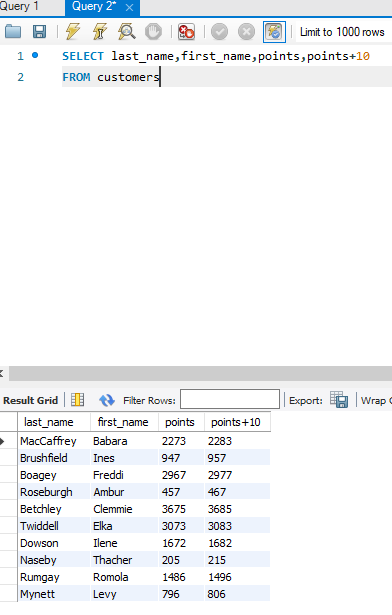 Query 1 Query 2* ×
Limit to 1000 rows
1 SELECT last_name,first_name,points,points+10
2 FROM customers
Result Grid Filter Rows: Export: Wrap C
last_name first_name points points+10
MacCaffrey Babara 2273 2283
Brushfield Ines 947 957
Boagey Freddi 2967 2977
Roseburgh Ambur 457 467
Betchley Clemmie 3675 3685
Twiddell Elka 3073 3083
Dowson Ilene 1672 1682
Naseby Thacher 205 215
Rumgay Romola 1486 1496
Mynett Levy 796 806